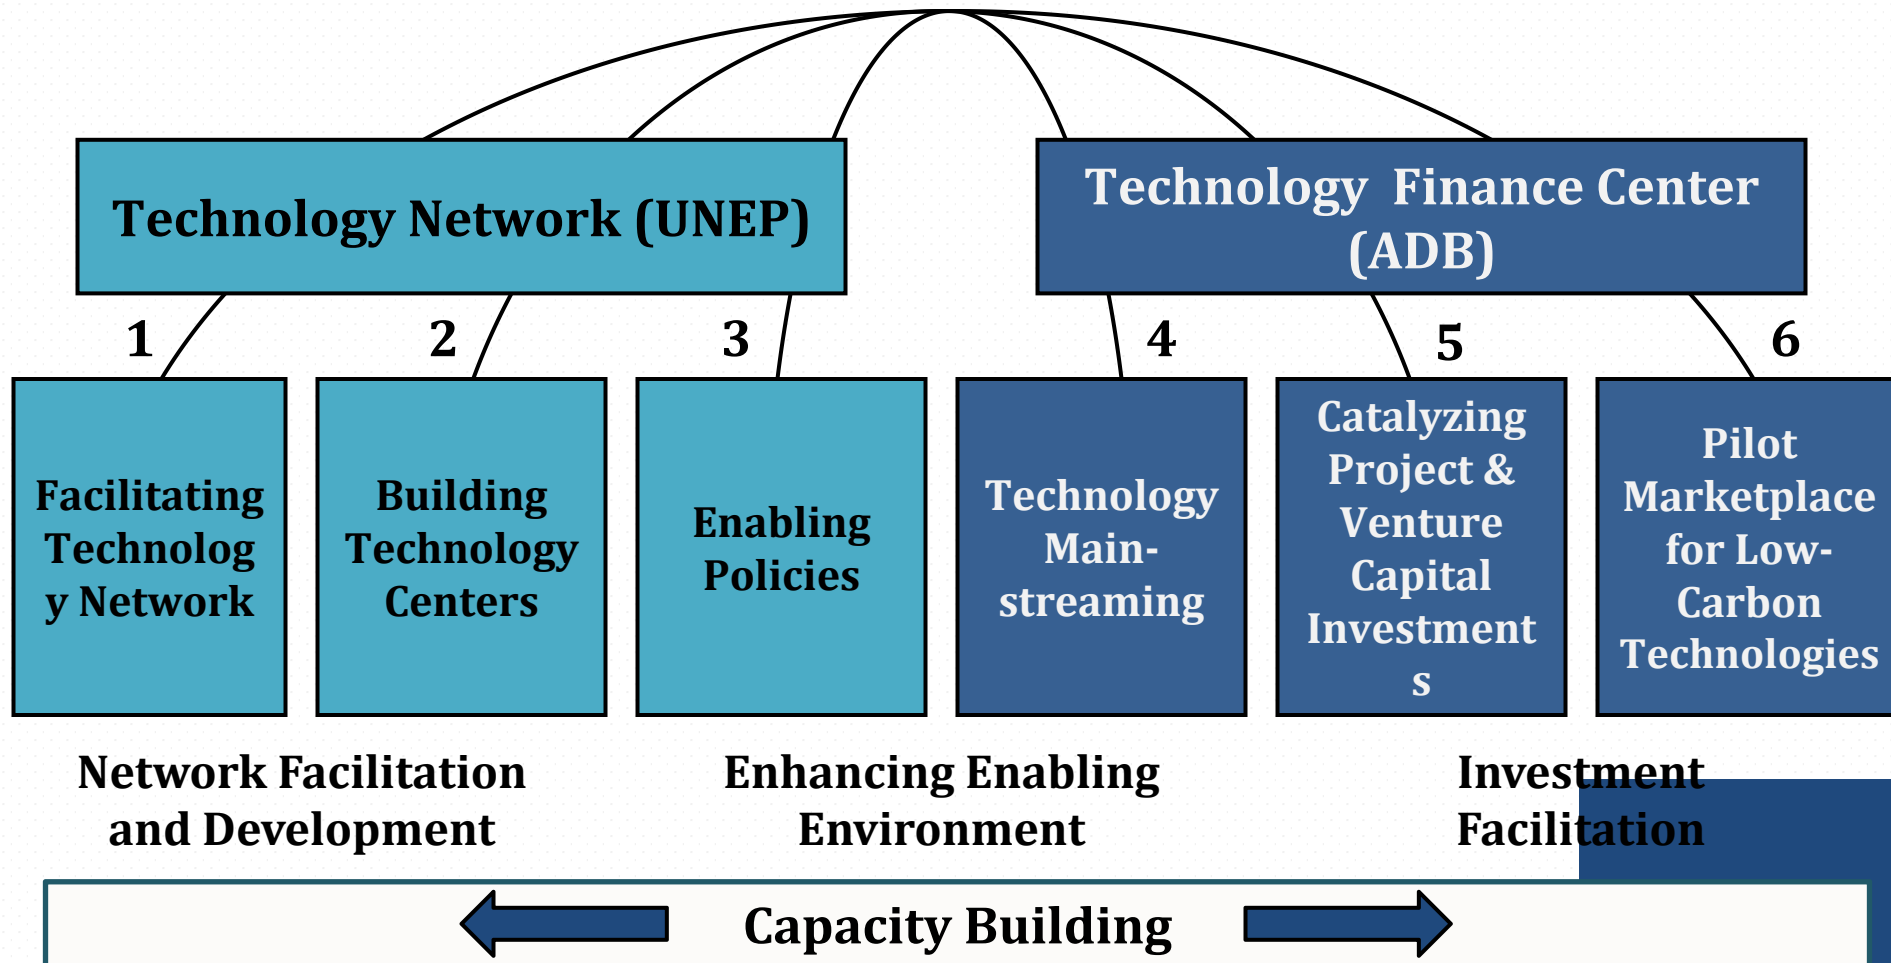 Technology Network (UNEP)
Technology Finance Center
(ADB)
1
2
3
4
5
6
Facilitating
Technolog
y Network
Building
Technology
Centers
Enabling
Policies
Technology
Main-
streaming
Catalyzing
Project &
Venture
Capital
Investment
s
Pilot
Marketplace
for Low-
Carbon
Technologies
Network Facilitation
and Development
Enhancing Enabling
Environment
Investment
Facilitation
Capacity Building